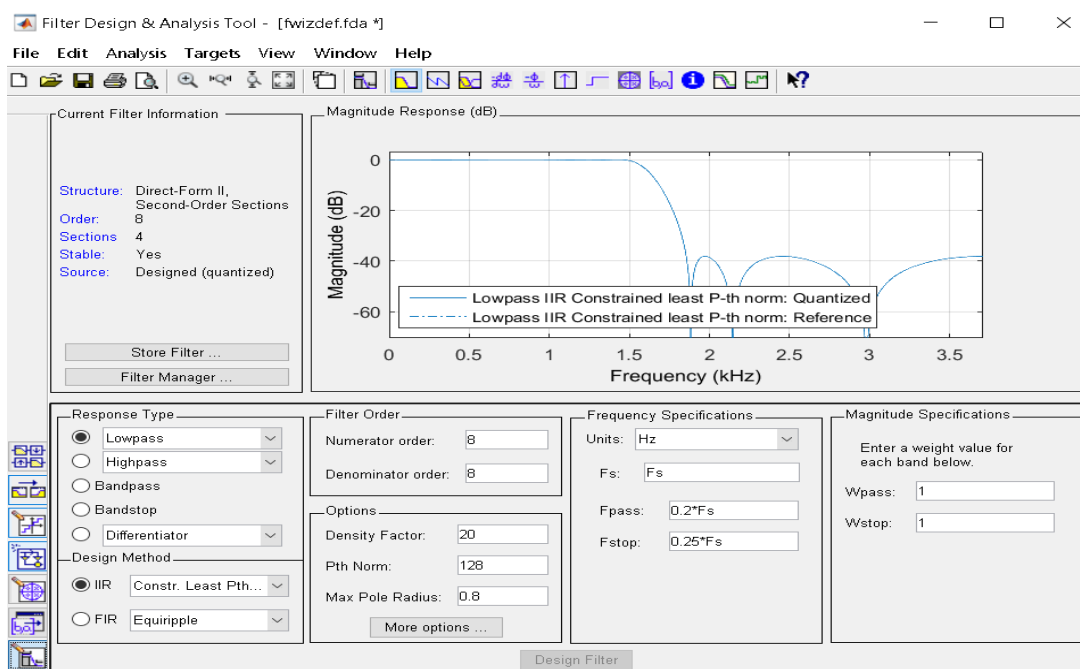 Filter Design & Analysis Tool - [fwizdef.fda *]
File Edit Analysis Targets View Window Help
Current Filter Information
Structure: Direct-Form II,
Second-Order Sections
Order: 8
Sections 4
Stable: Yes
Source: Designed (quantized)
Store Filter ...
Filter Manager ...
Magnitude Response (dB)
Magnitude (dB)
0
-20
-40
-60
Lowpass IIR Constrained least P-th norm: Quantized
Lowpass IIR Constrained least P-th norm: Reference
0 0.5 1 1.5 2 2.5 3 3.5
Frequency (kHz)
Response Type
Lowpass
Highpass
Bandpass
Bandstop
Differentiator
Design Method
IIR Constr. Least Pth...
FIR Equiripple
Filter Order
Numerator order: 8
Denominator order: 8
Options
Density Factor: 20
Pth Norm: 128
Max Pole Radius: 0.8
More options ...
Frequency Specifications
Units: Hz
Fs: Fs
Fpass: 0.2*Fs
Fstop: 0.25*Fs
Magnitude Specifications
Enter a weight value for
each band below.
Wpass: 1
Wstop: 1
Design Filter